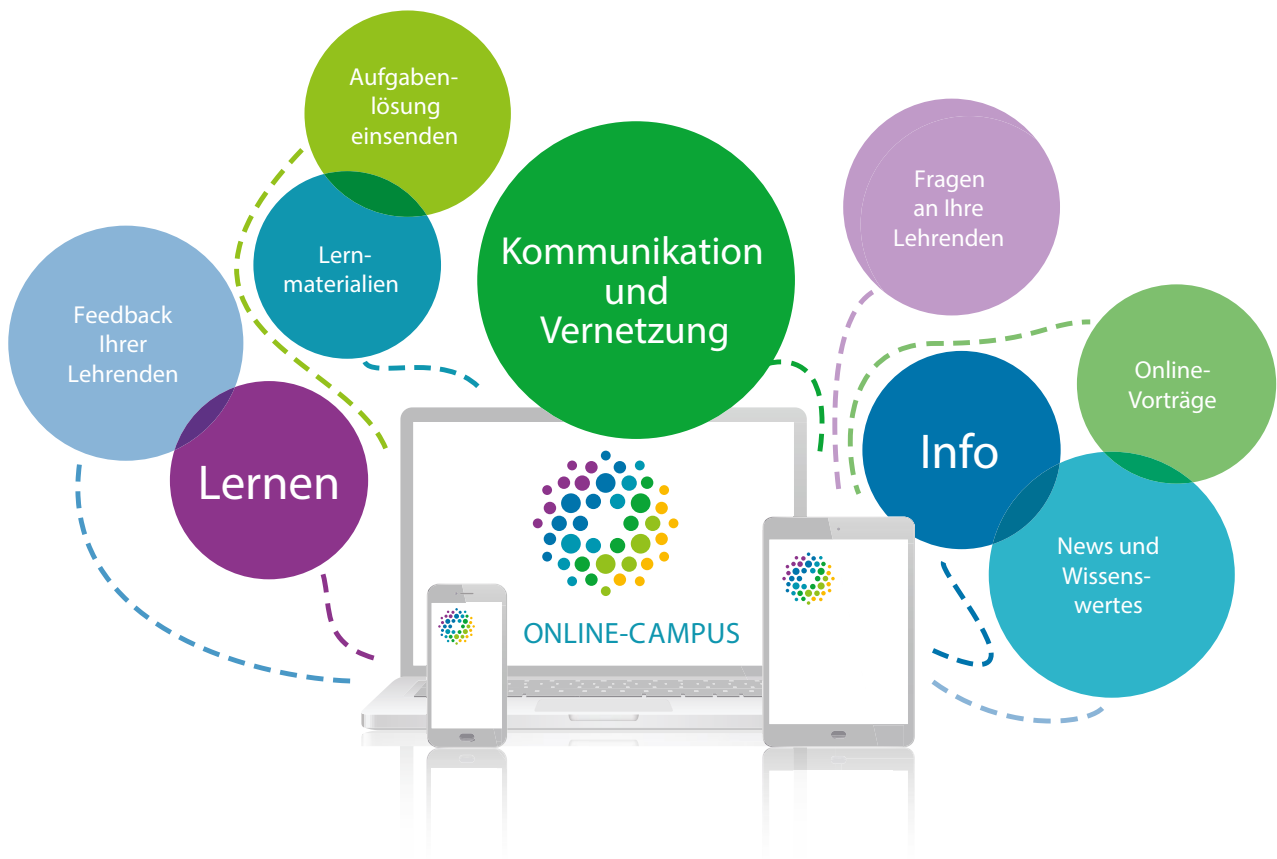 Aufgaben-
lösung
einsenden
Lern-
materialien
Feedback
Ihrer
Lehrenden
Lernen
Kommunikation
und
Vernetzung
Fragen
an Ihre
Lehrenden
Info
Online-
Vorträge
News und
Wissens-
wertes
ONLINE-CAMPUS